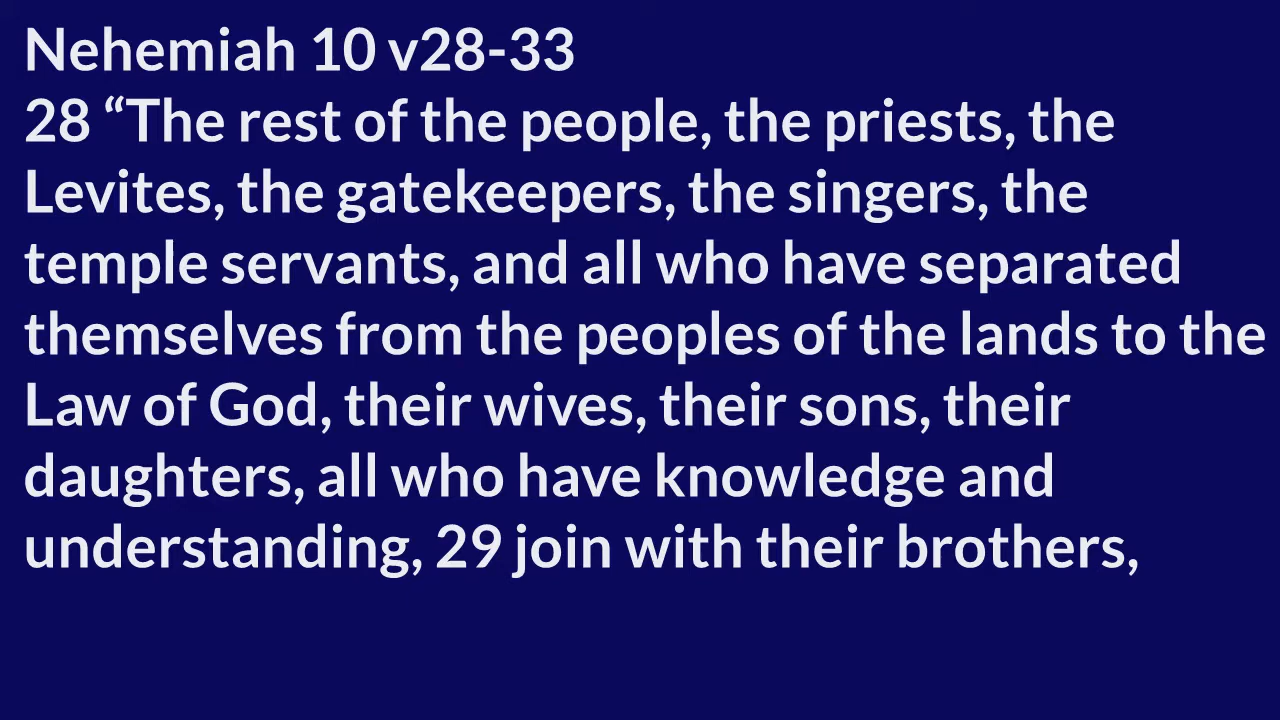 Nehemiah 10 v28-33
28 “The rest of the people, the priests, the
Levites, the gatekeepers, the singers, the
temple servants, and all who have separated
themselves from the peoples of the lands to the
Law of God, their wives, their sons, their
daughters, all who have knowledge and
understanding, 29 join with their brothers,